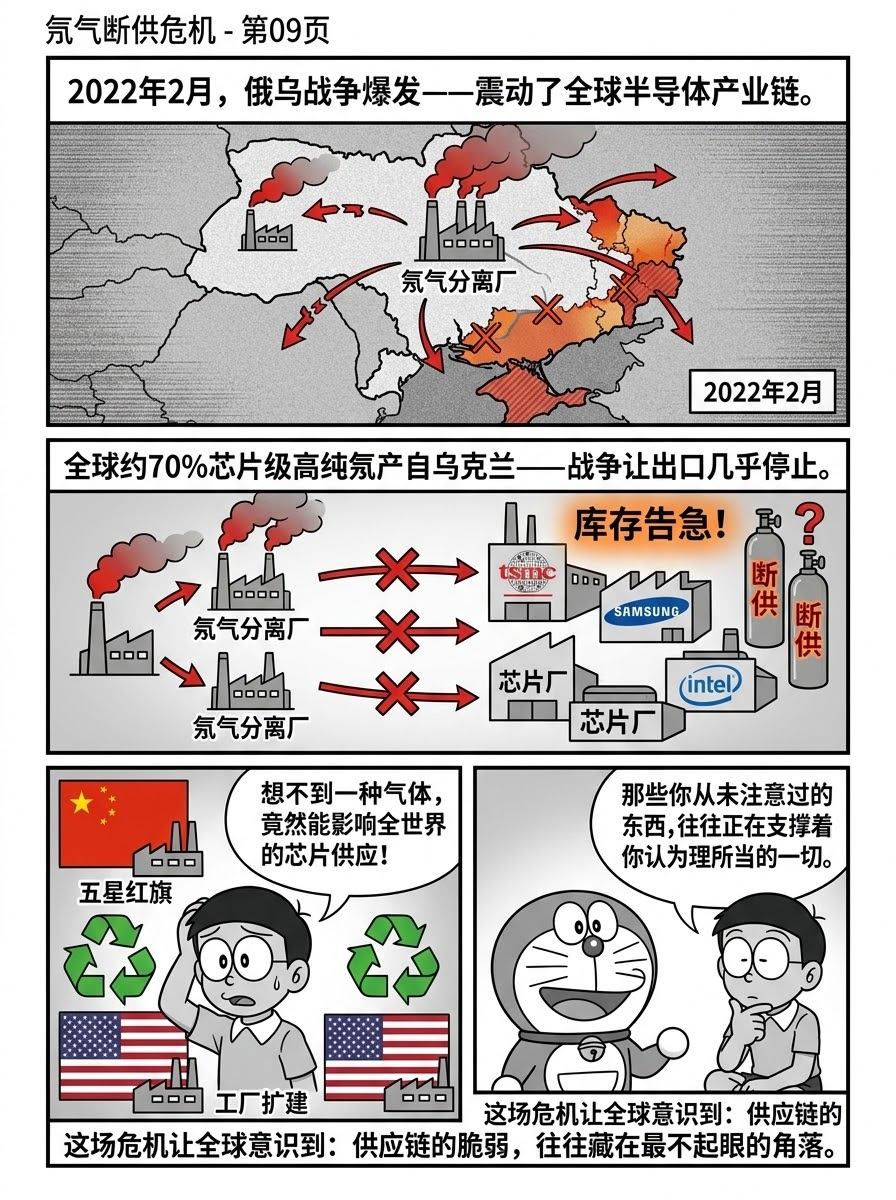 氖气断供危机 - 第09页
2022年2月，俄乌战争爆发——震动了全球半导体产业链。
氖气分离厂
2022年2月
全球约70%芯片级高纯氖产自乌克兰——战争让出口几乎停止。
库存告急！
?
氖气分离厂
氖气分离厂
tsmc
SAMSUNG
断供
断供
芯片厂
芯片厂
intel
五星红旗
想不到一种气体，
竟然能影响全世界
的芯片供应！
工厂扩建
那些你从未注意过的
东西，往往正在支撑着
你认为理所当的一切。
这场危机让全球意识到：供应链的
这场危机让全球意识到：供应链的脆弱，往往藏在最不起眼的角落。